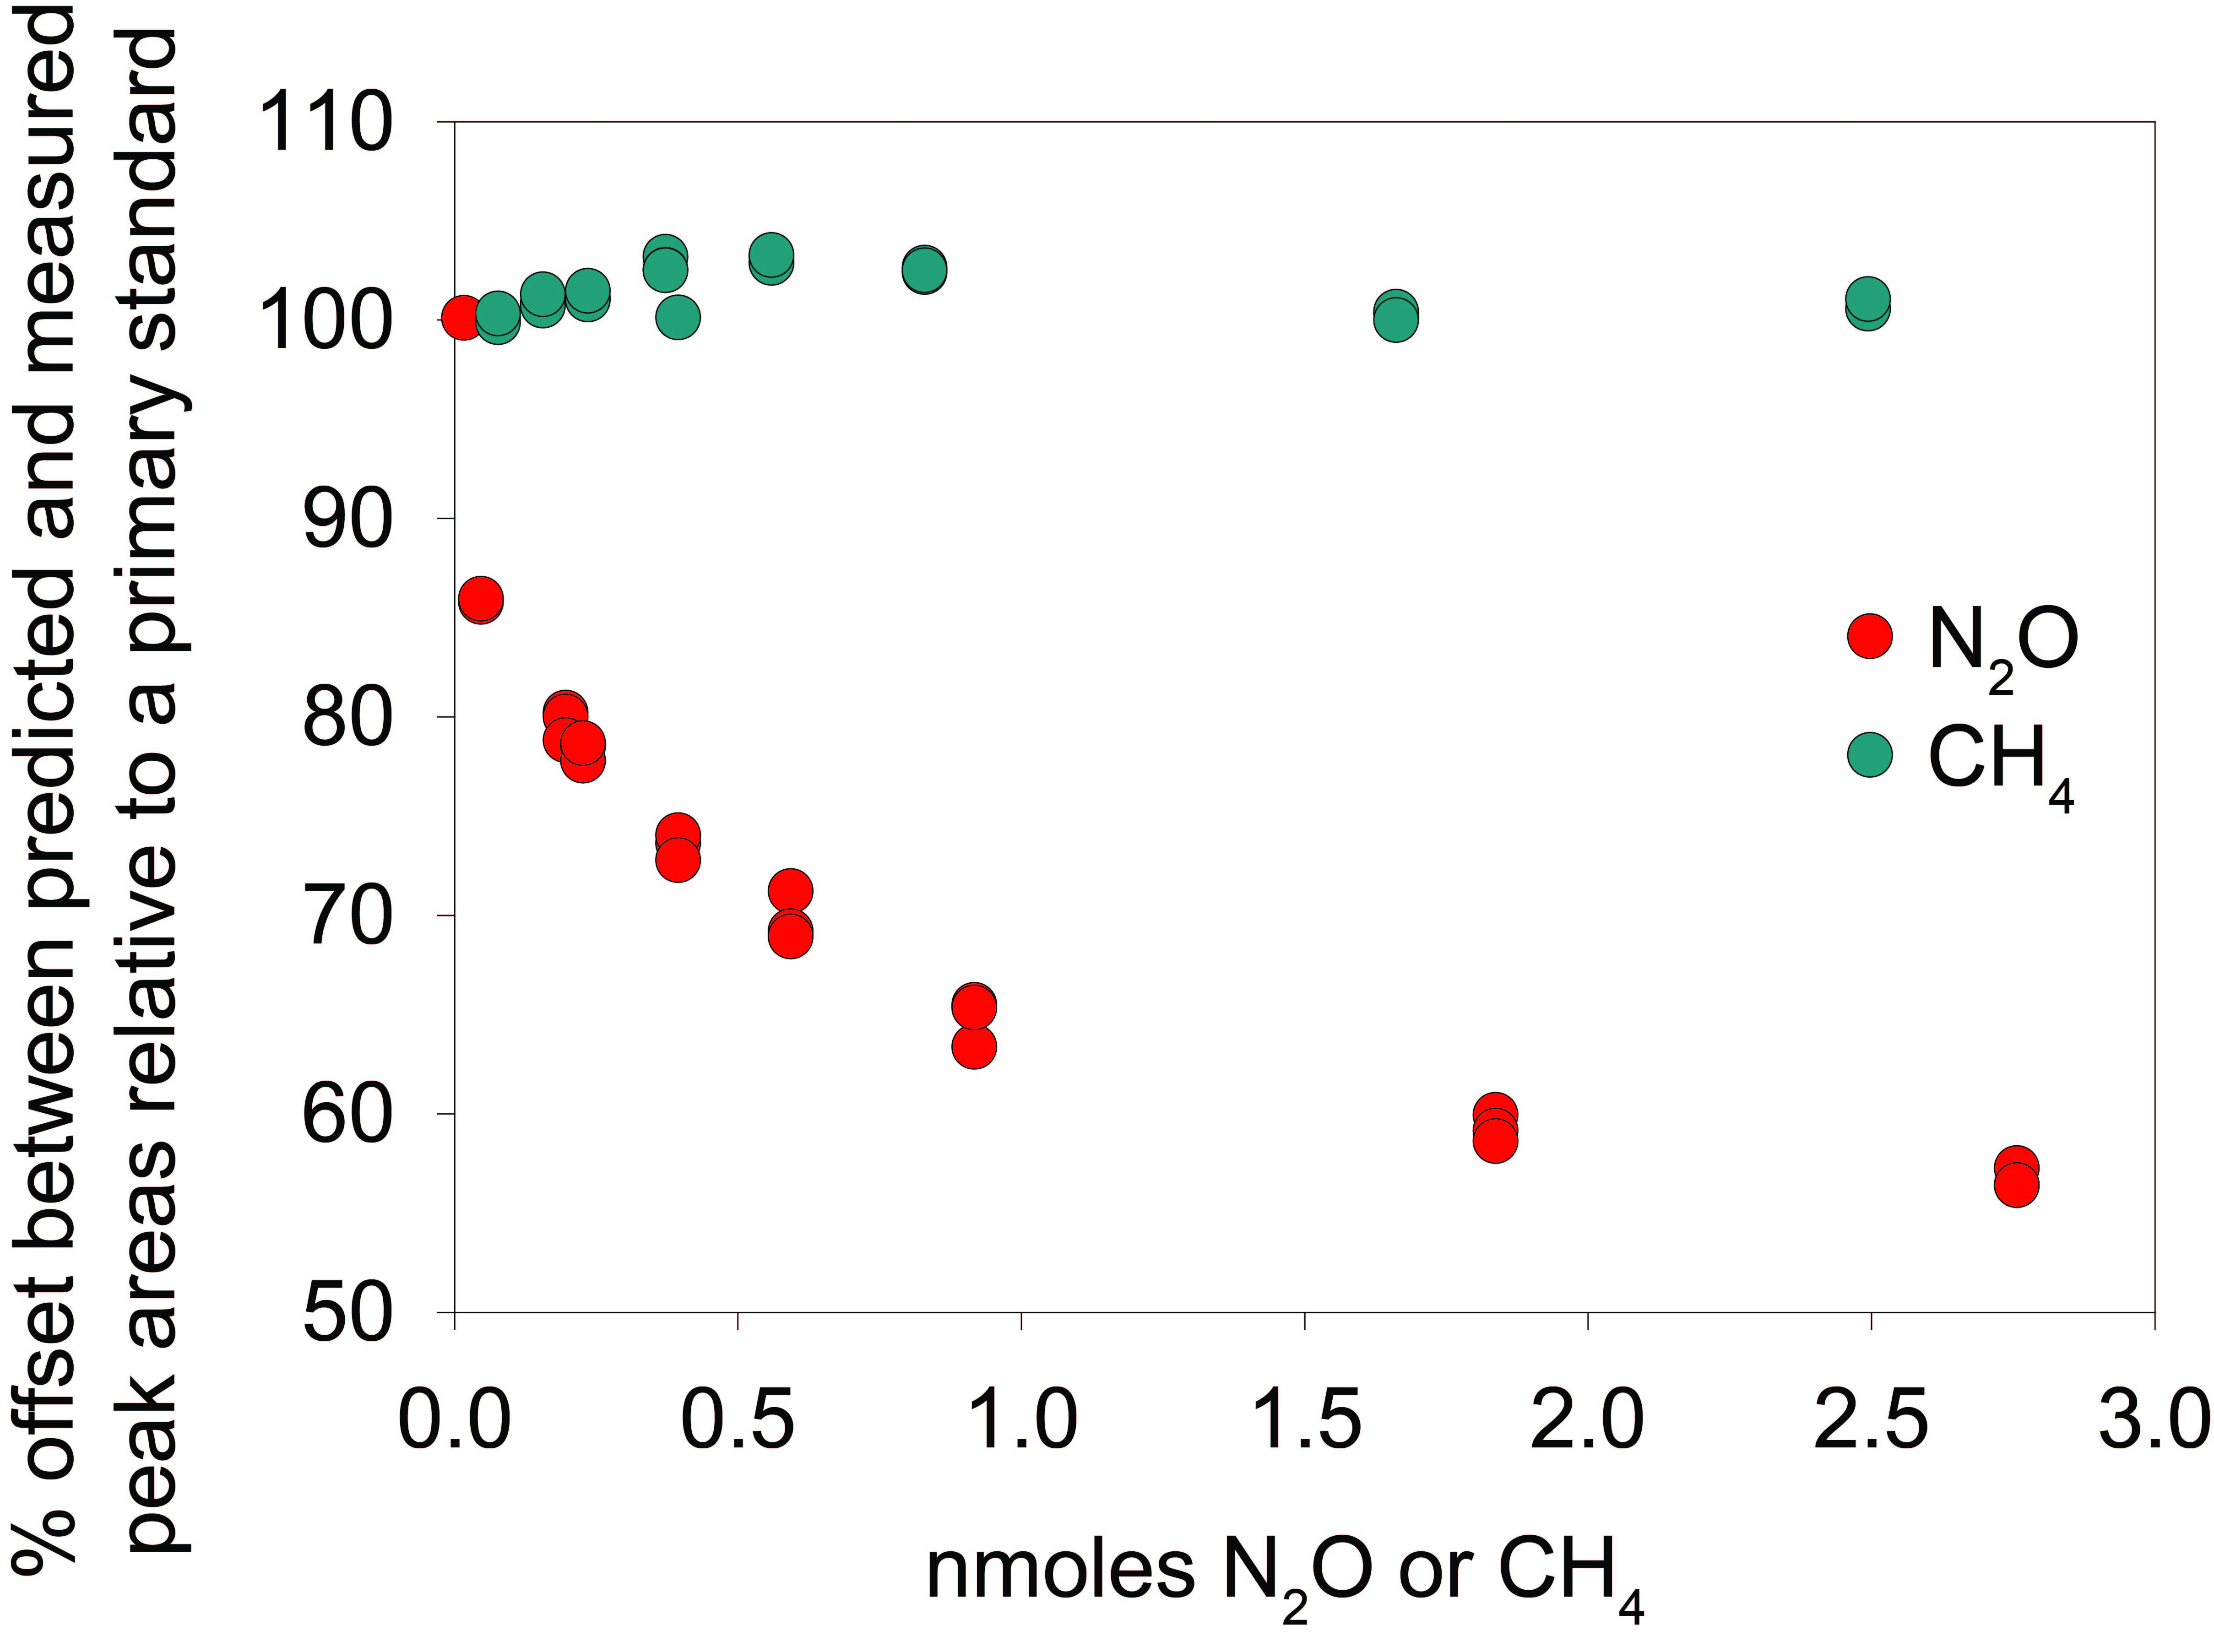 % offset between predicted and measured
peak areas relative to a primary standard
110
100
90
80
70
60
50
N₂O
CH₄
0.0 0.5 1.0 1.5 2.0 2.5 3.0
nmoles N₂O or CH₄